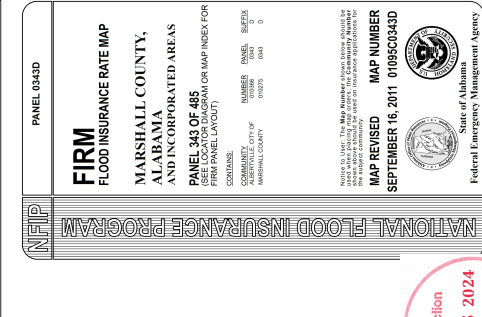 PANEL 0343D
FIRM
FLOOD INSURANCE RATE MAP
MARSHALL COUNTY,
ALABAMA
AND INCORPORATED AREAS
PANEL 343 OF 485
(SEE LOCATOR DIAGRAM OR MAP INDEX FOR
FIRM PANEL LAYOUT)
CONTAINS:
COMMUNITY NUMBER PANEL SUFFIX
ALBERTVILLE, CITY OF 010266 0343 D
MARSHALL COUNTY 010275 0343 D
Notice to User: The Map Number shown below should be
used when placing map orders; the Community Number
shown above should be used on insurance applications for
the subject community.
MAP REVISED MAP NUMBER
SEPTEMBER 16, 2011 01095C0343D
State of Alabama
Federal Emergency Management Agency
NFIP
NATIONAL FLOOD INSURANCE PROGRAM
2024